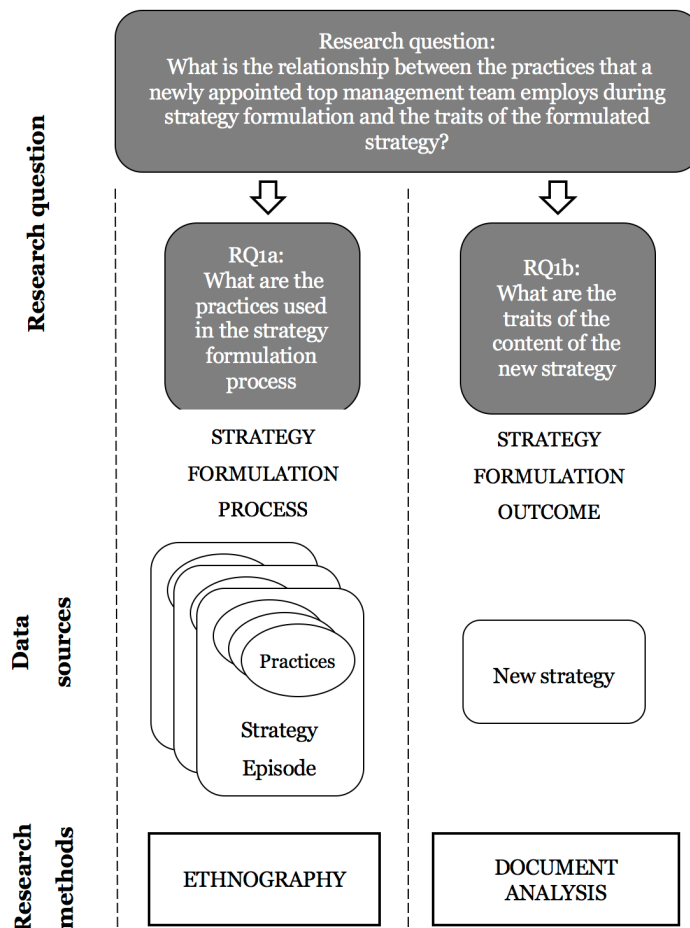 Research question:
What is the relationship between the practices that a
newly appointed top management team employs during
strategy formulation and the traits of the formulated
strategy?
Research question
RQ1a:
What are the
practices used
in the strategy
formulation
process
RQ1b:
What are the
traits of the
content of the
new strategy
STRATEGY
FORMULATION
PROCESS
STRATEGY
FORMULATION
OUTCOME
Data
sources
Practices
Strategy
Episode
New strategy
Research
methods
ETHNOGRAPHY
DOCUMENT
ANALYSIS